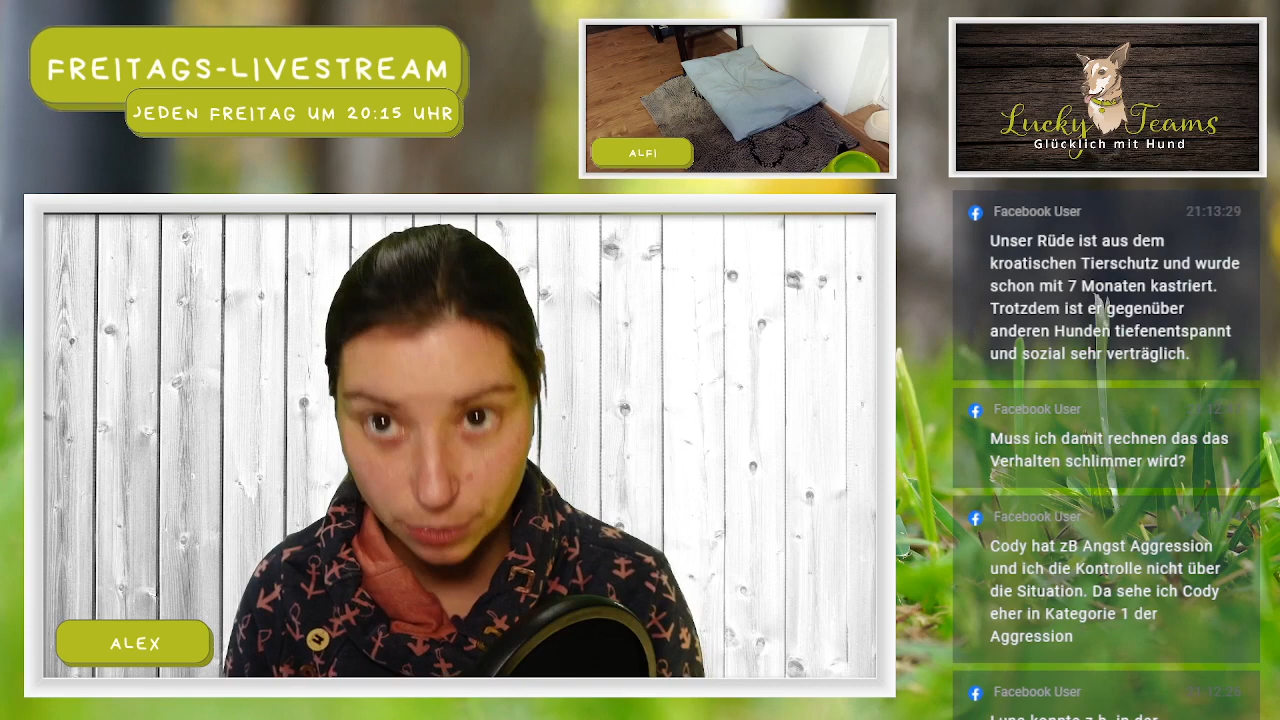 FREITAGS-LIVESTREAM
JEDEN FREITAG UM 20:15 UHR
ALFI
Lucky Teams
Glücklich mit Hund
Facebook User 21:13:29
Unser Rüde ist aus dem
kroatischen Tierschutz und wurde
schon mit 7 Monaten kastriert.
Trotzdem ist er gegenüber
anderen Hunden tiefenentspannt
und sozial sehr verträglich.
Facebook User
Muss ich damit rechnen das das
Verhalten schlimmer wird?
Facebook User
Cody hat zB Angst Aggression
und ich die Kontrolle nicht über
die Situation. Da sehe ich Cody
eher in Kategorie 1 der
Aggression
Facebook User
ALEX